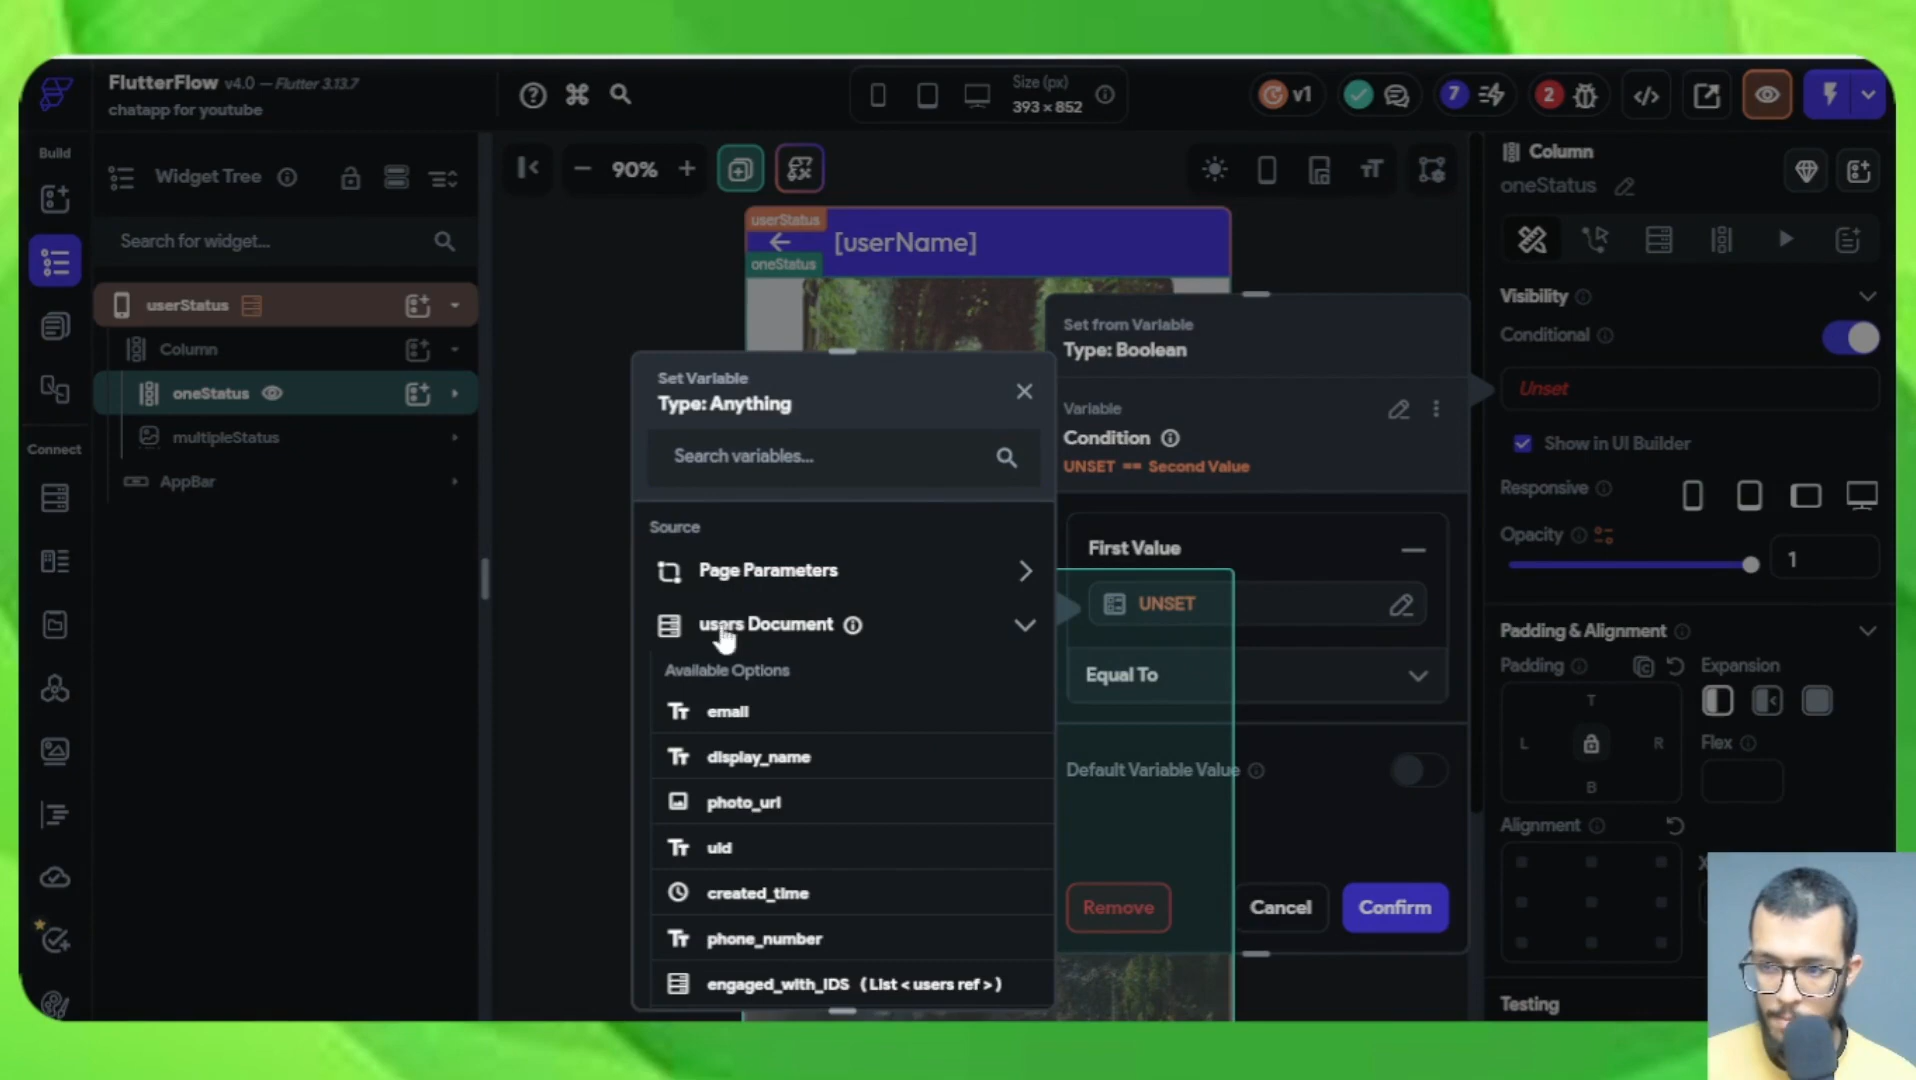 FlutterFlow v4.0 — Flutter 3.13.7
chatapp for youtube
Size (px)
393 × 852
v1
7
2
Build
Widget Tree
90%
Column
oneStatus
Search for widget...
userStatus
[userName]
oneStatus
userStatus
Column
oneStatus
multipleStatus
AppBar
Connect
Set from Variable
Type: Boolean
Variable
Condition
UNSET == Second Value
First Value
UNSET
Equal To
Default Variable Value
Remove
Cancel
Confirm
Set Variable
Type: Anything
Search variables...
Source
Page Parameters
users Document
Available Options
email
display_name
photo_url
uid
created_time
phone_number
engaged_with_IDS (List < users ref >)
Visibility
Conditional
Unset
Show in UI Builder
Responsive
Opacity
1
Padding & Alignment
Padding
Expansion
T
L
R
Flex
B
Alignment
X
Testing